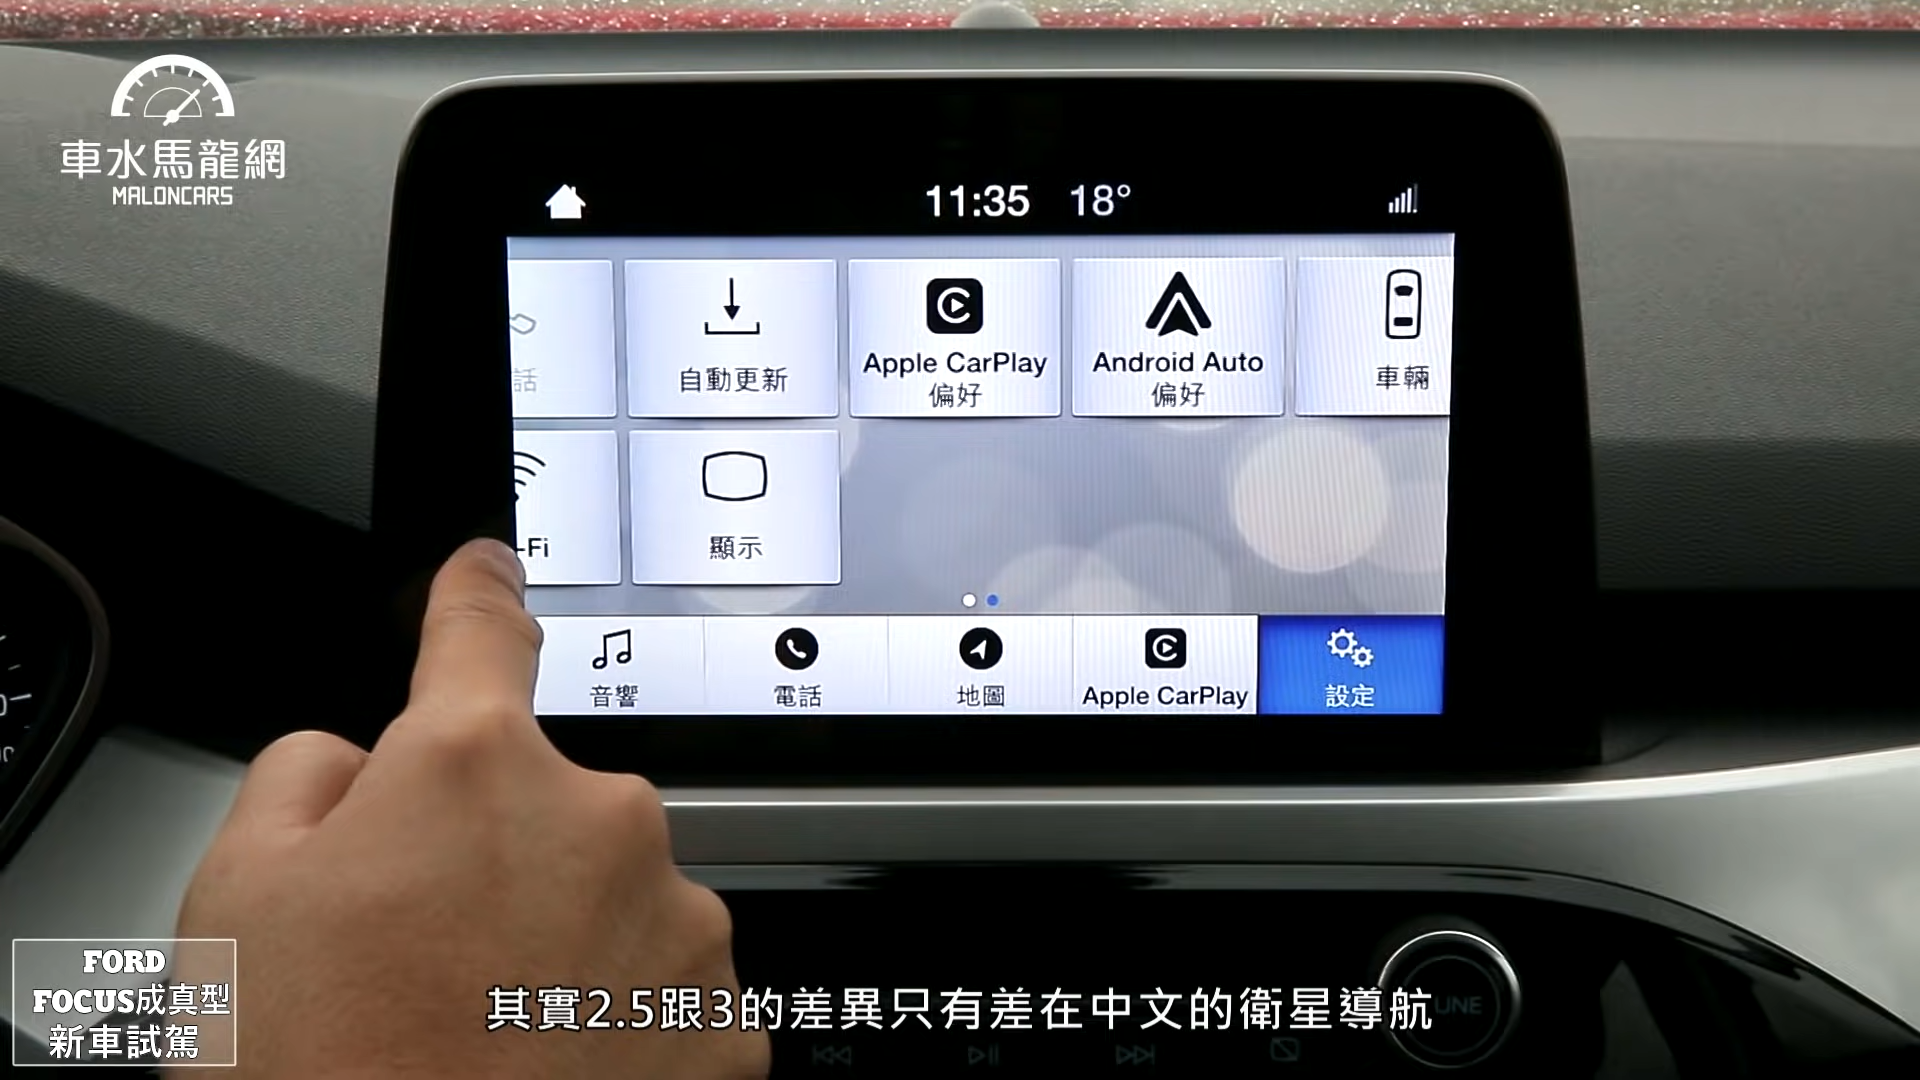 車水馬龍網
MALONCARS
11:35 18°
話
自動更新
Apple CarPlay
偏好
Android Auto
偏好
車輛
-Fi
顯示
音響
電話
地圖
Apple CarPlay
設定
FORD
FOCUS成真型
新車試駕
其實2.5跟3的差異只有差在中文的衛星導航